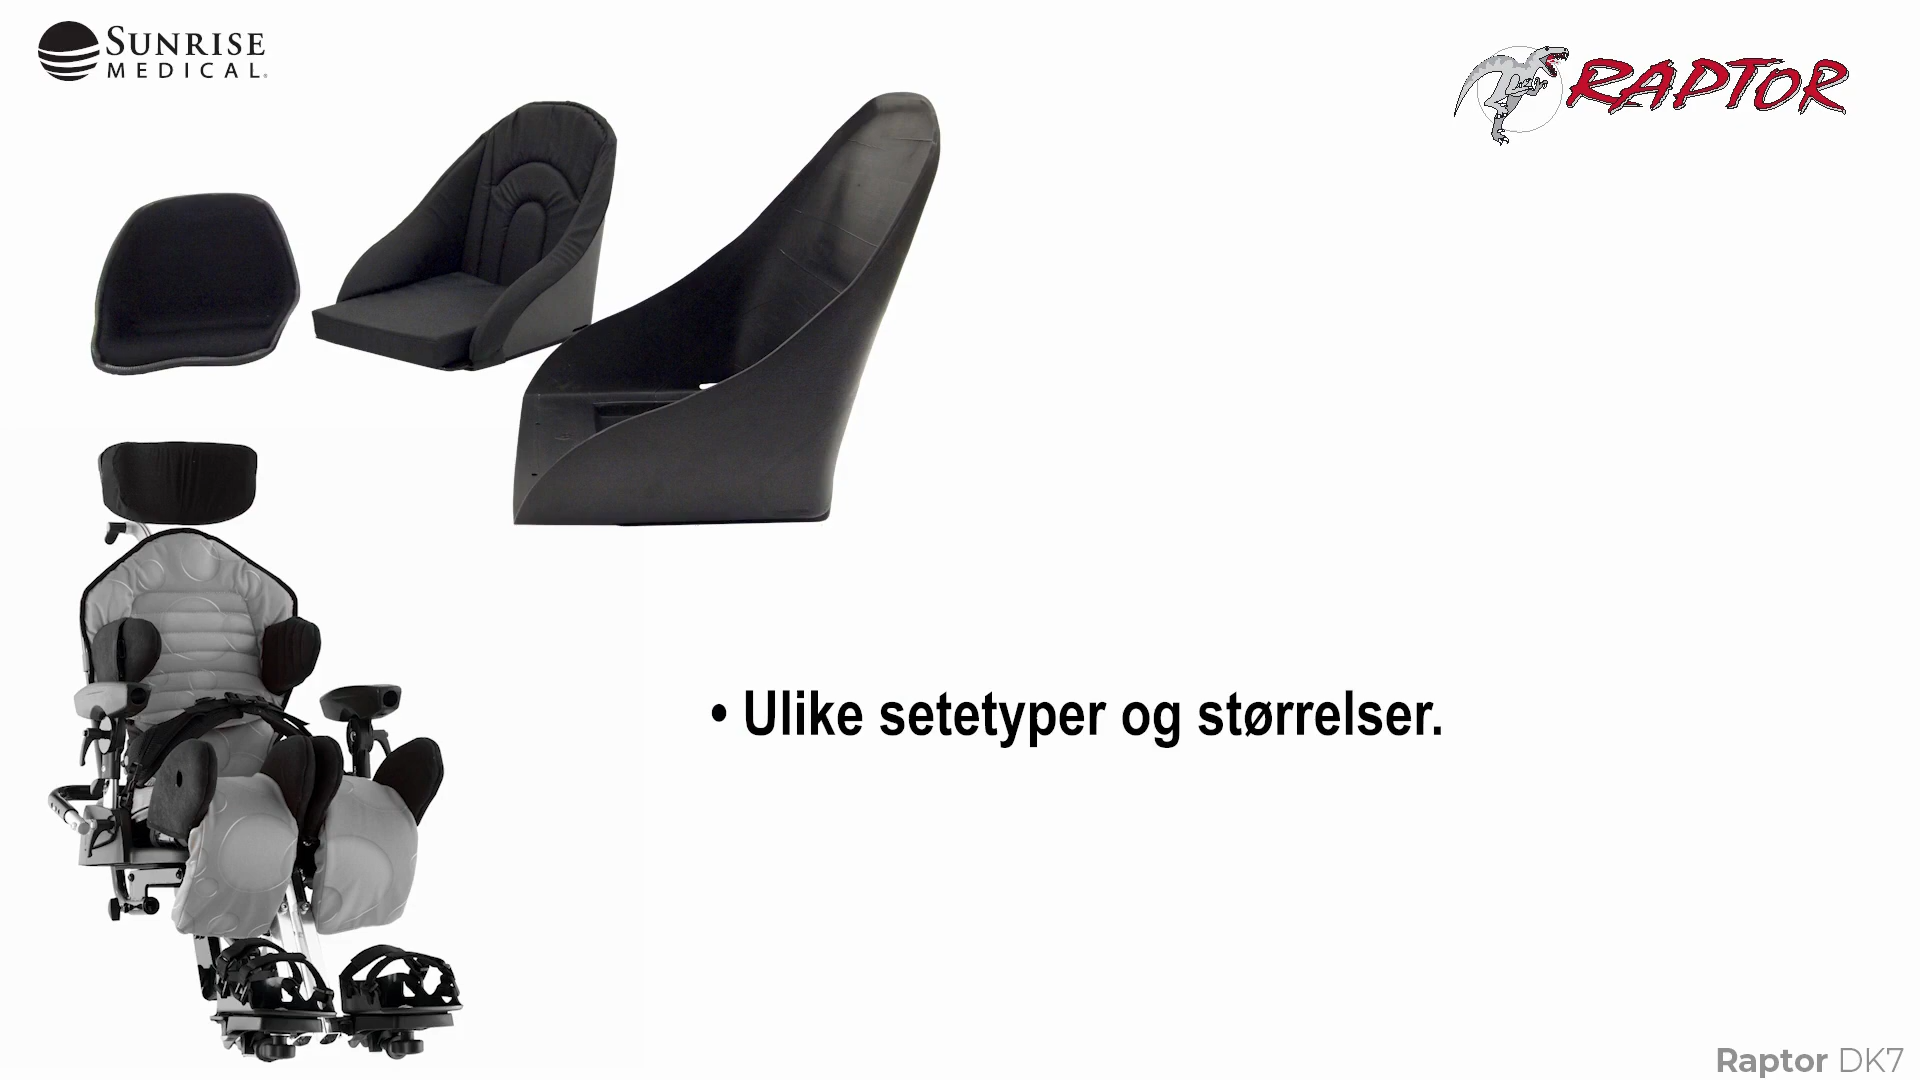 SUNRISE
MEDICAL
RAPTOR
• Ulike setetyper og størrelser.
Raptor DK7